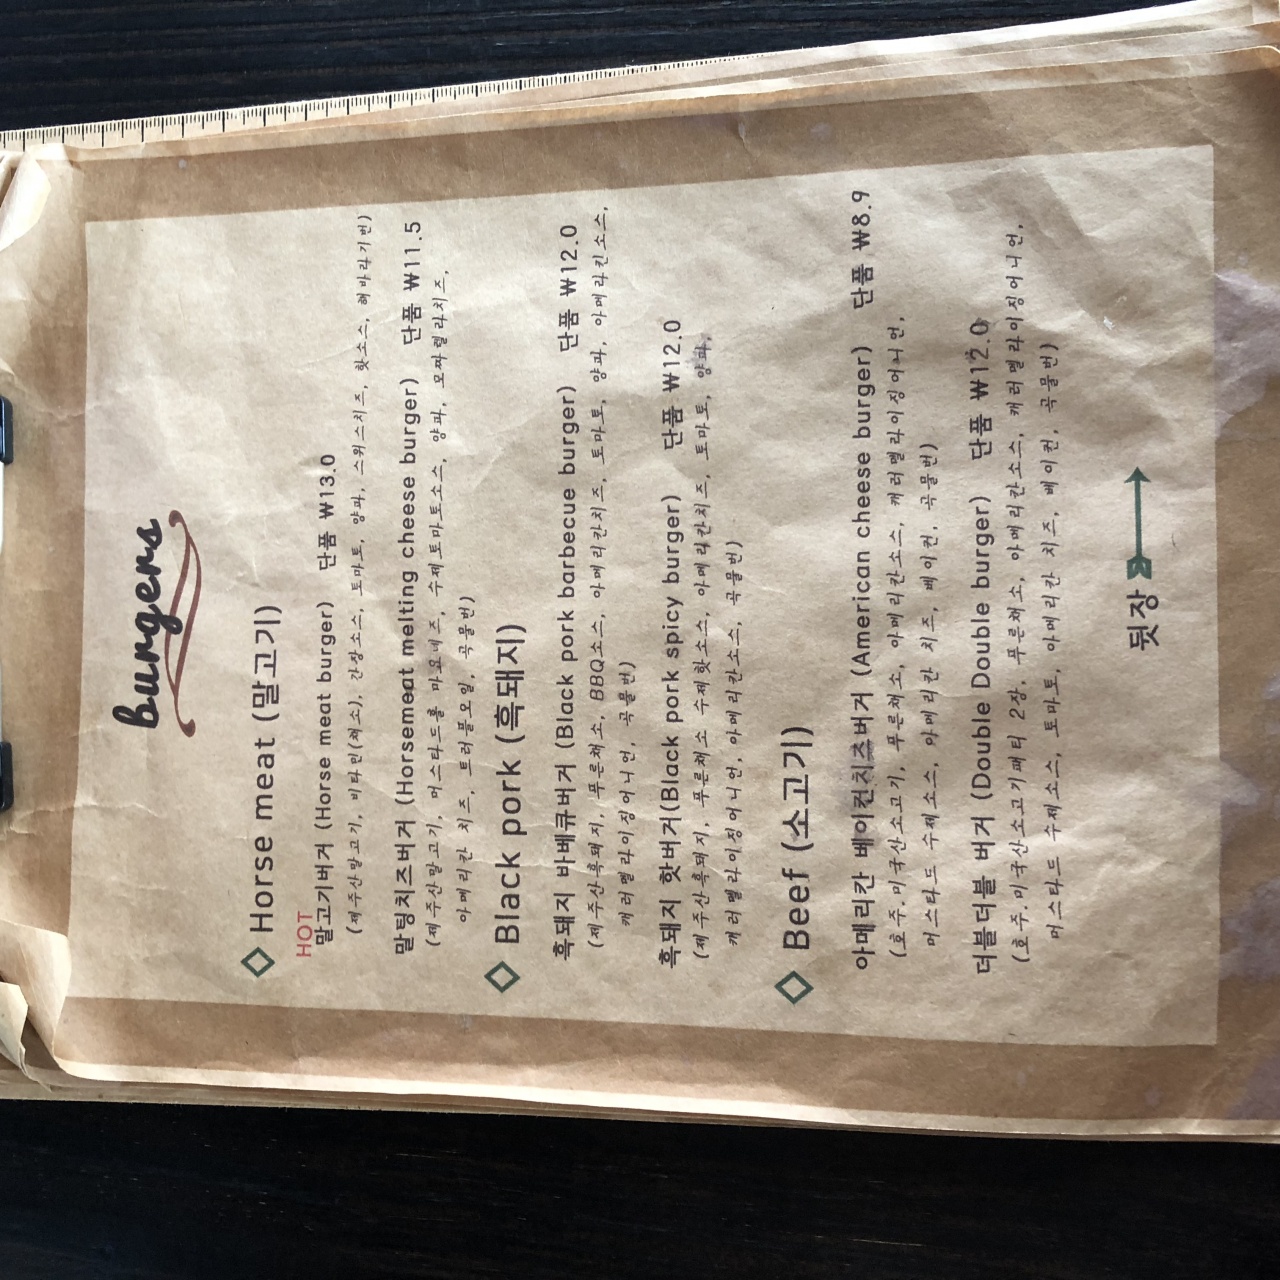 burgers
Horse meat (말고기)
HOT
말고기버거 (Horse meat burger) 단품 ₩13.0
(제주산말고기, 비타민(채소), 간장소스, 토마토, 양파, 스위스치즈, 핫소스, 해바라기번)
말팅치즈버거 (Horsemeat melting cheese burger) 단품 ₩11.5
(제주산말고기, 머스타드홀 마요네즈, 수제토마토소스, 양파, 모짜렐라치즈,
아메리칸 치즈, 트러플오일, 곡물번)
Black pork (흑돼지)
흑돼지 바베큐버거 (Black pork barbecue burger) 단품 ₩12.0
(제주산흑돼지, 푸른채소, BBQ소스, 아메리칸치즈, 토마토, 양파, 아메리칸소스,
캐러멜라이징어니언, 곡물번)
흑돼지 핫버거(Black pork spicy burger) 단품 ₩12.0
(제주산흑돼지, 푸른채소 수제핫소스, 아메리칸치즈, 토마토, 양파,
캐러멜라이징어니언, 아메리칸소스, 곡물번)
Beef (소고기)
아메리칸 베이컨치즈버거 (American cheese burger) 단품 ₩8.9
(호주.미국산소고기, 푸른채소, 아메리칸소스, 캐러멜라이징어니언,
머스타드 수제소스, 아메리칸 치즈, 베이컨, 곡물번)
더블더블 버거 (Double Double burger) 단품 ₩12.0
(호주.미국산소고기패티 2장, 푸른채소, 아메리칸소스, 캐러멜라이징어니언,
머스타드 수제소스, 토마토, 아메리칸 치즈, 베이컨, 곡물번)
뒷장